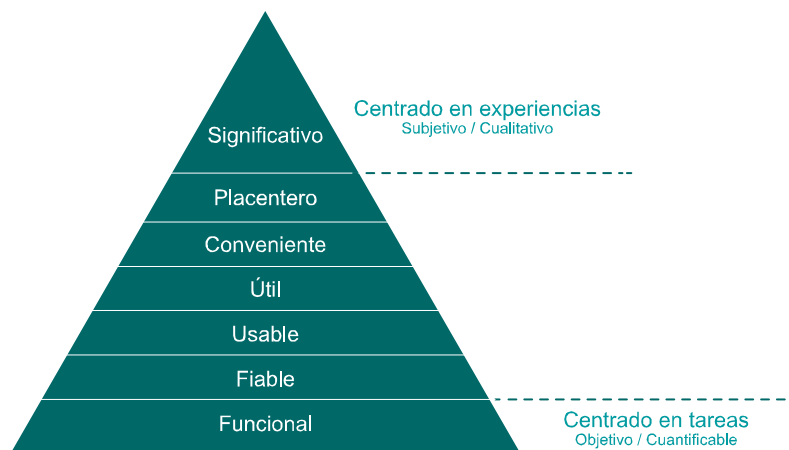 Centrado en experiencias
Subjetivo / Cualitativo
Significativo
Placentero
Conveniente
Útil
Usable
Fiable
Funcional
Centrado en tareas
Objetivo / Cuantificable